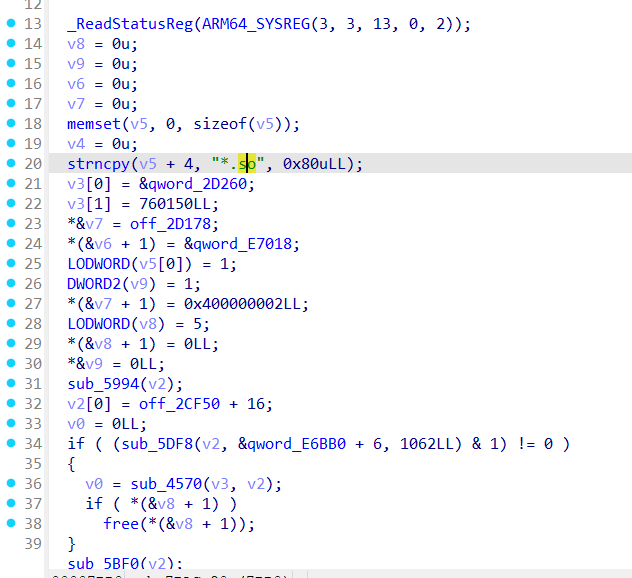 12
13 _ReadStatusReg(ARM64_SYSREG(3, 3, 13, 0, 2));
14 v8 = 0u;
15 v9 = 0u;
16 v6 = 0u;
17 v7 = 0u;
18 memset(v5, 0, sizeof(v5));
19 v4 = 0u;
20 strncpy(v5 + 4, "*.so", 0x80uLL);
21 v3[0] = &qword_2D260;
22 v3[1] = 760150LL;
23 *&v7 = off_2D178;
24 *(&v6 + 1) = &qword_E7018;
25 LODWORD(v5[0]) = 1;
26 DWORD2(v9) = 1;
27 *(&v7 + 1) = 0x400000002LL;
28 LODWORD(v8) = 5;
29 *(&v8 + 1) = 0LL;
30 *&v9 = 0LL;
31 sub_5994(v2);
32 v2[0] = off_2CF50 + 16;
33 v0 = 0LL;
34 if ( (sub_5DF8(v2, &qword_E6BB0 + 6, 1062LL) & 1) != 0 )
35 {
36 v0 = sub_4570(v3, v2);
37 if ( *(&v8 + 1) )
38 free(*(&v8 + 1));
39 }
sub_5BF0(v2);